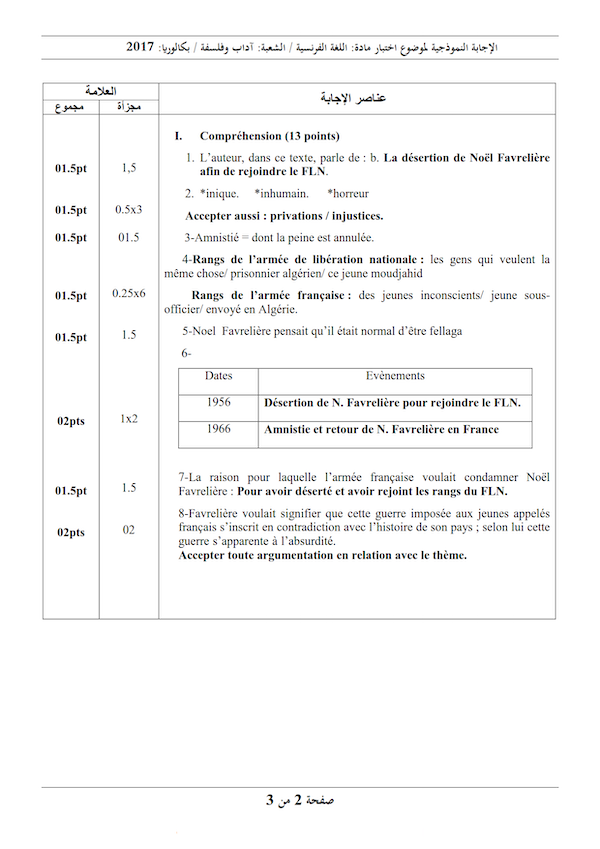 الإجابة النموذجية لموضوع اختبار مادة: اللغة الفرنسية / الشعبة: آداب وفلسفة / بكالوريا: 2017
العلامة
عناصر الإجابة
مجموع
مجزأة
I. Compréhension (13 points)
01.5pt
1,5
1. L’auteur, dans ce texte, parle de : b. La désertion de Noël Favrelière
afin de rejoindre le FLN.
2. *inique. *inhumain. *horreur
01.5pt
0.5x3
Accepter aussi : privations / injustices.
01.5pt
01.5
3-Amnistié = dont la peine est annulée.
4-Rangs de l’armée de libération nationale : les gens qui veulent la
même chose/ prisonnier algérien/ ce jeune moudjahid
01.5pt
0.25x6
Rangs de l’armée française : des jeunes inconscients/ jeune sous-
officier/ envoyé en Algérie.
01.5pt
1.5
5-Noel Favrelière pensait qu’il était normal d’être fellaga
6-
Dates
Evènements
1956
Désertion de N. Favrelière pour rejoindre le FLN.
02pts
1x2
1966
Amnistie et retour de N. Favrelière en France
01.5pt
1.5
7-La raison pour laquelle l’armée française voulait condamner Noël
Favrelière : Pour avoir déserté et avoir rejoint les rangs du FLN.
02pts
02
8-Favrelière voulait signifier que cette guerre imposée aux jeunes appelés
français s’inscrit en contradiction avec l’histoire de son pays ; selon lui cette
guerre s’apparente à l’absurdité.
Accepter toute argumentation en relation avec le thème.
صفحة 2 من 3